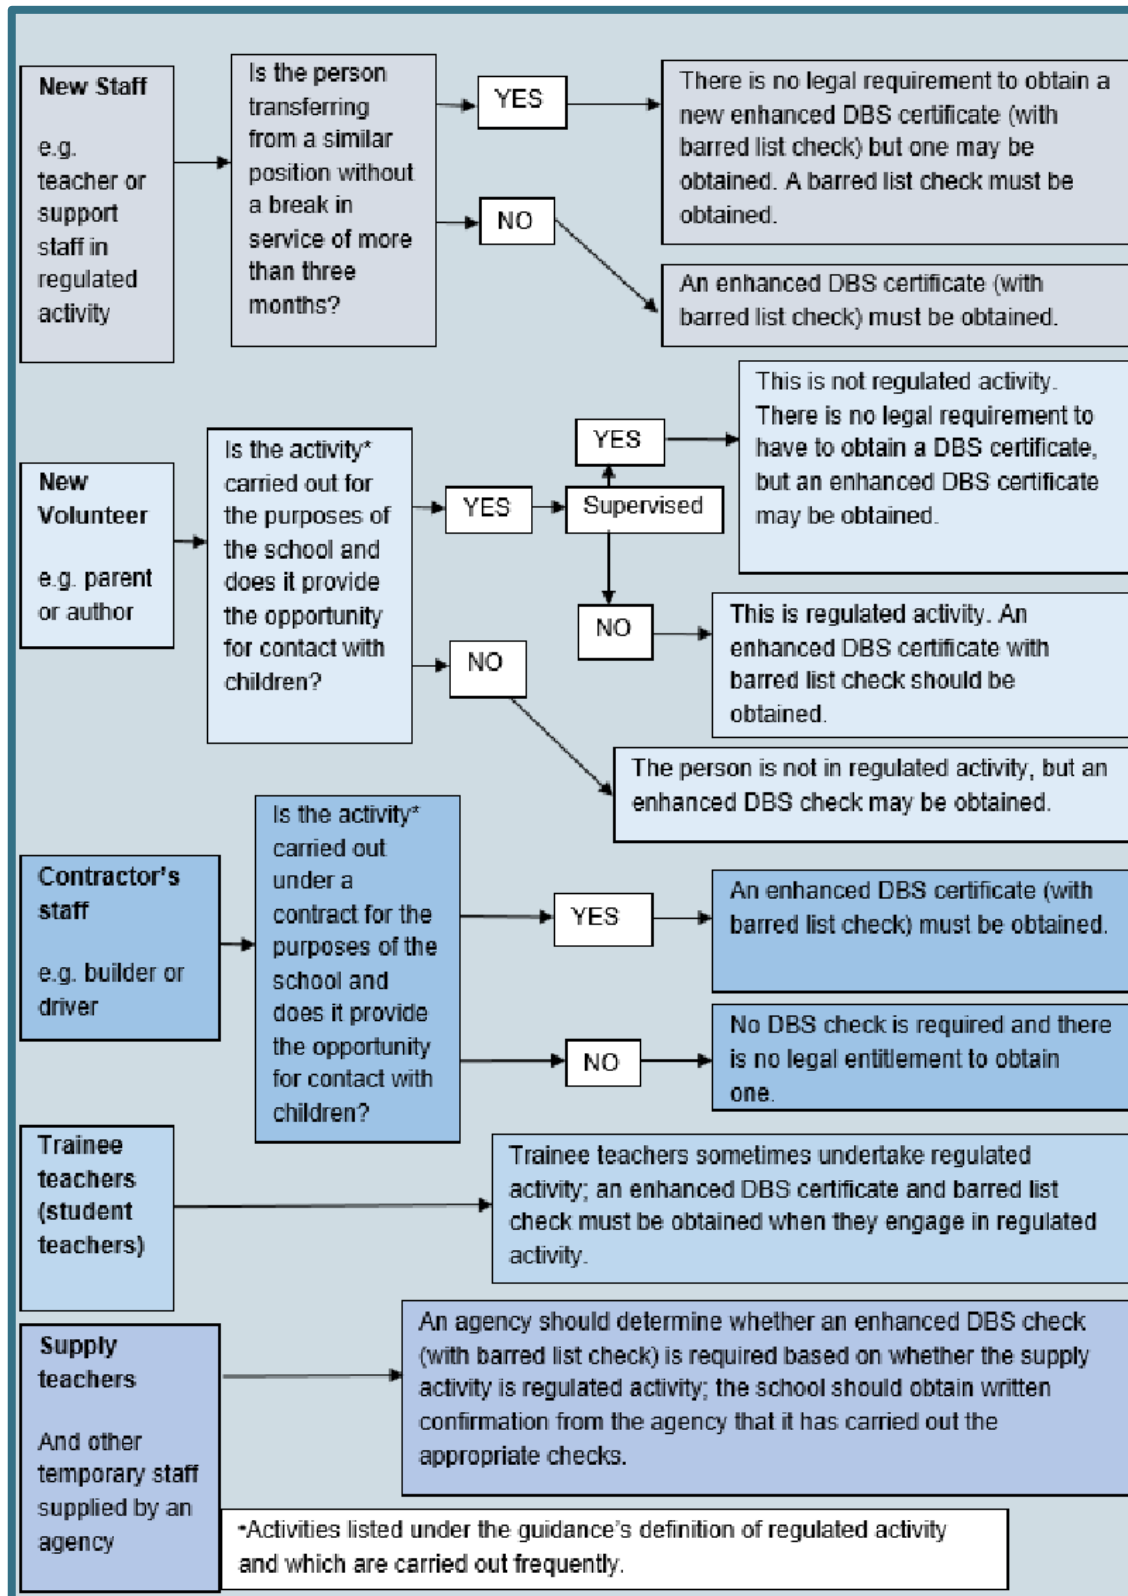 New Staff
e.g.
teacher or
support
staff in
regulated
activity
Is the person
transferring
from a similar
position without
a break in
service of more
than three
months?
YES
NO
There is no legal requirement to obtain a
new enhanced DBS certificate (with
barred list check) but one may be
obtained. A barred list check must be
obtained.
An enhanced DBS certificate (with
barred list check) must be obtained.
New
Volunteer
e.g. parent
or author
Is the activity*
carried out for
the purposes of
the school and
does it provide
the opportunity
for contact with
children?
YES
NO
Supervised
YES
NO
This is not regulated activity.
There is no legal requirement to
have to obtain a DBS certificate,
but an enhanced DBS certificate
may be obtained.
This is regulated activity. An
enhanced DBS certificate with
barred list check should be
obtained.
The person is not in regulated activity, but an
enhanced DBS check may be obtained.
Contractor's
staff
e.g. builder or
driver
Is the activity*
carried out
under a
contract for the
purposes of the
school and
does it provide
the opportunity
for contact with
children?
YES
NO
An enhanced DBS certificate (with
barred list check) must be obtained.
No DBS check is required and there
is no legal entitlement to obtain
one.
Trainee
teachers
(student
teachers)
Trainee teachers sometimes undertake regulated
activity; an enhanced DBS certificate and barred list
check must be obtained when they engage in regulated
activity.
Supply
teachers
And other
temporary staff
supplied by an
agency
An agency should determine whether an enhanced DBS check
(with barred list check) is required based on whether the supply
activity is regulated activity; the school should obtain written
confirmation from the agency that it has carried out the
appropriate checks.
*Activities listed under the guidance's definition of regulated activity
and which are carried out frequently.